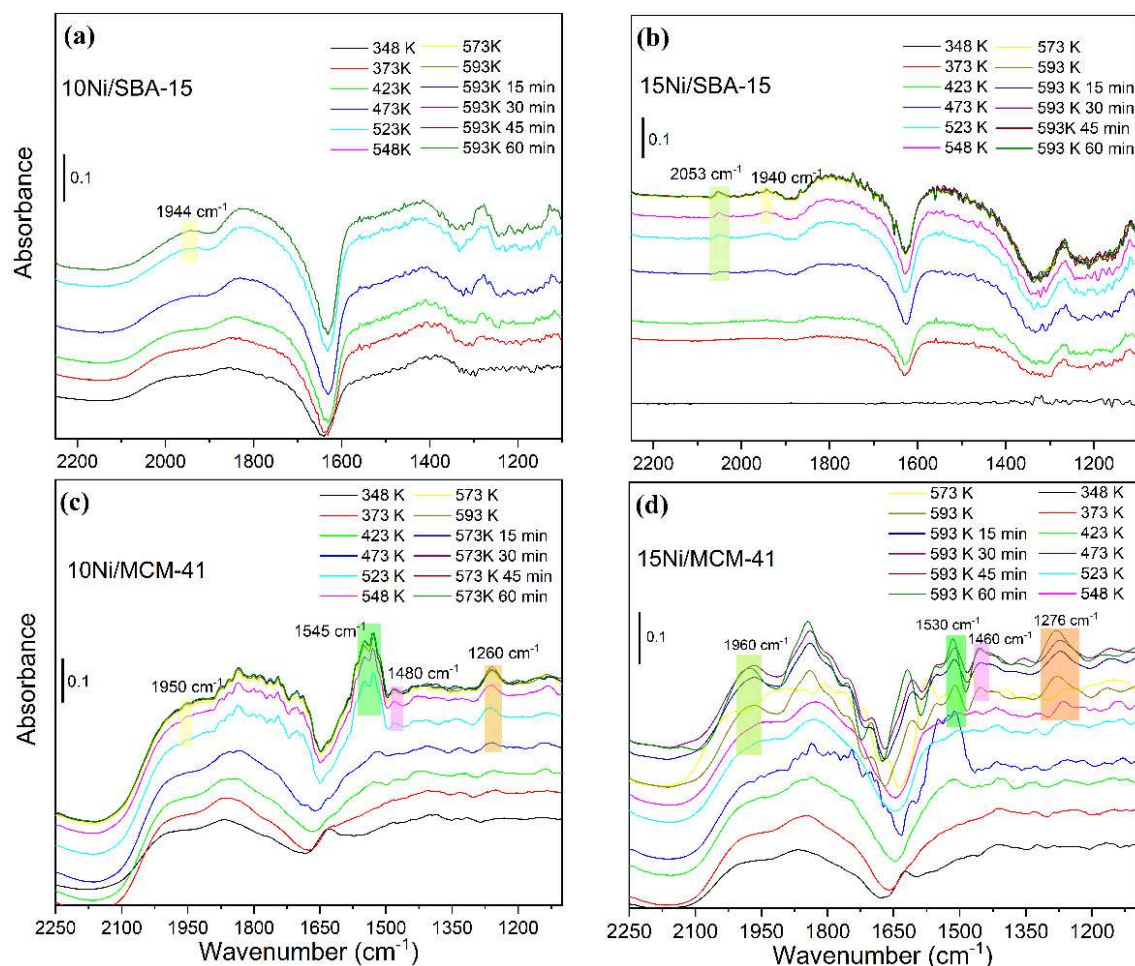 (a)
10Ni/SBA-15
348 K 573K
373K 593K
423K 593K 15 min
473K 593K 30 min
523K 593K 45 min
548K 593K 60 min
0.1
1944 cm⁻¹
Absorbance
2200 2000 1800 1600 1400 1200
(b)
15Ni/SBA-15
348 K 573 K
373 K 593 K
423 K 593K 15 min
473 K 593 K 30 min
523 K 593K 45 min
548 K 593 K 60 min
0.1
2053 cm⁻¹ 1940 cm⁻¹
2200 2000 1800 1600 1400 1200
(c)
10Ni/MCM-41
348 K 573 K
373 K 593 K
423 K 573K 15 min
473 K 573K 30 min
523 K 573 K 45 min
548 K 573K 60 min
0.1
1545 cm⁻¹
1480 cm⁻¹ 1260 cm⁻¹
1950 cm⁻¹
Absorbance
2250 2100 1950 1800 1650 1500 1350 1200
Wavenumber (cm⁻¹)
(d)
15Ni/MCM-41
573 K 348 K
593 K 373 K
593 K 15 min 423 K
593 K 30 min 473 K
593 K 45 min 523 K
593 K 60 min 548 K
0.1
1960 cm⁻¹ 1530 cm⁻¹ 1460 cm⁻¹ 1276 cm⁻¹
2250 2100 1950 1800 1650 1500 1350 1200
Wavenumber (cm⁻¹)